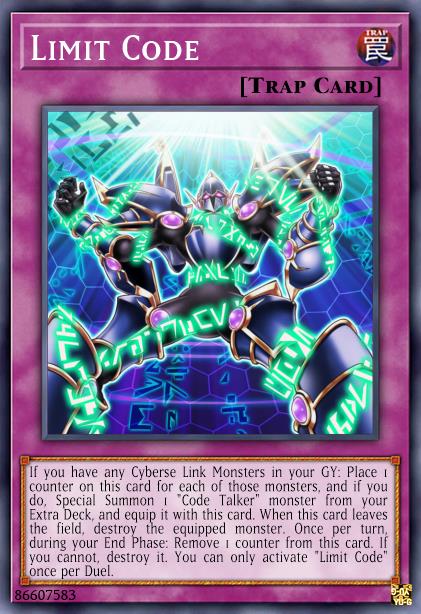 LIMIT CODE
TRAP
罠
[TRAP CARD]
If you have any Cyberse Link Monsters in your GY: Place 1
counter on this card for each of those monsters, and if you
do, Special Summon 1 "Code Talker" monster from your
Extra Deck, and equip it with this card. When this card leaves
the field, destroy the equipped monster. Once per turn,
during your End Phase: Remove 1 counter from this card. If
you cannot, destroy it. You can only activate "Limit Code"
once per Duel.
86607583